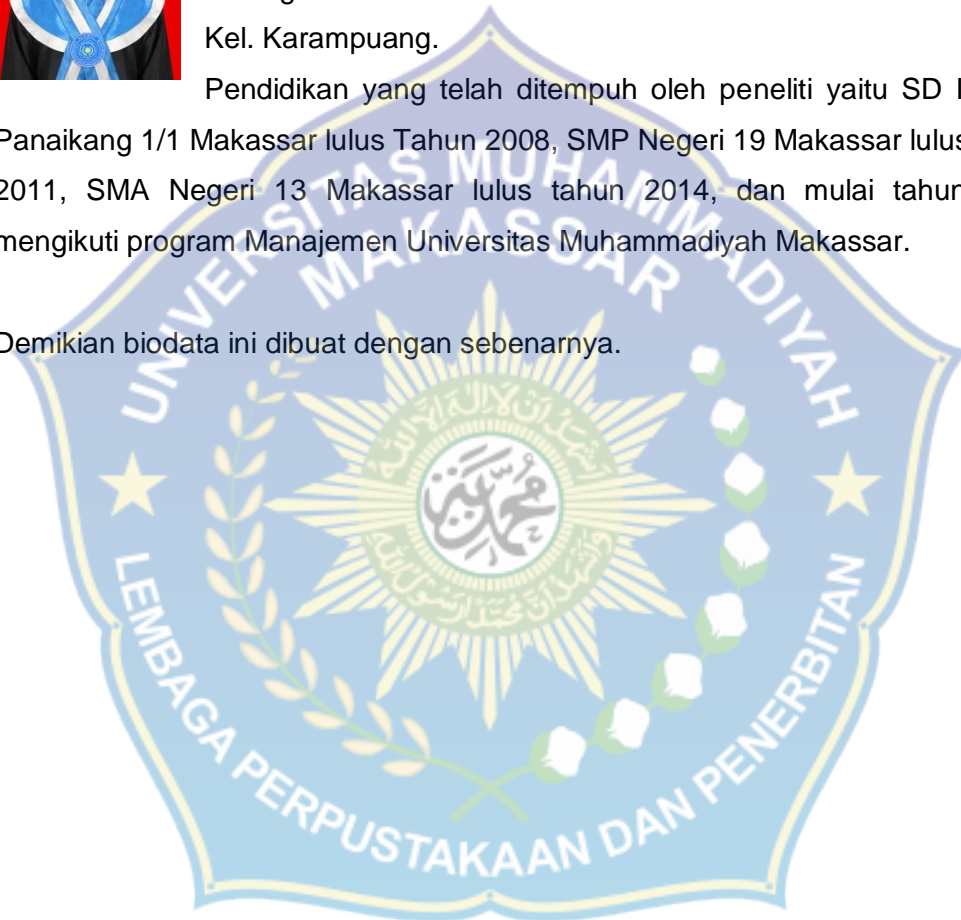 Kel. Karampuang.
Pendidikan yang telah ditempuh oleh peneliti yaitu SD
Panaikang 1/1 Makassar lulus Tahun 2008, SMP Negeri 19 Makassar lulus
2011, SMA Negeri 13 Makassar lulus tahun 2014, dan mulai tahun
mengikuti program Manajemen Universitas Muhammadiyah Makassar.
Demikian biodata ini dibuat dengan sebenarnya.
UNIVERSITAS MUHAMMADIYAH
MAKASSAR
محمد
LEMBAGA PERPUSTAKAAN DAN PENERBITAN